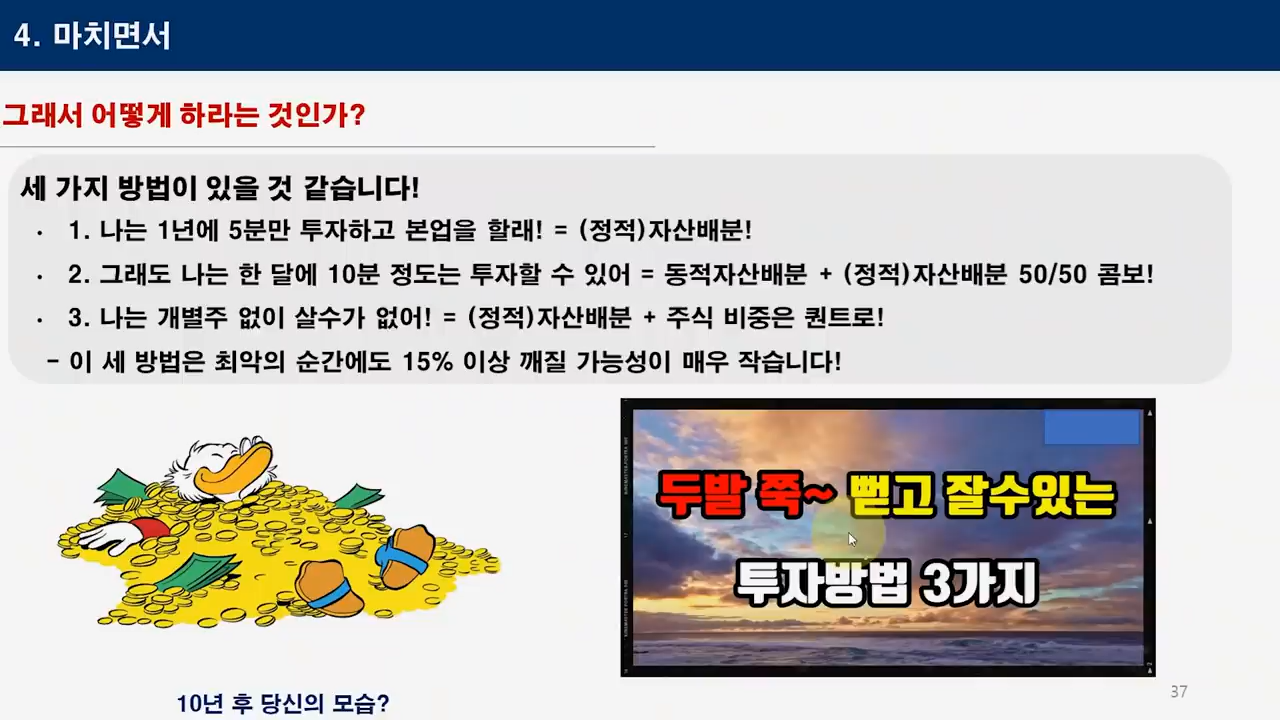 4. 마치면서
그래서 어떻게 하라는 것인가?
세 가지 방법이 있을 것 같습니다!
· 1. 나는 1년에 5분만 투자하고 본업을 할래! = (정적)자산배분!
· 2. 그래도 나는 한 달에 10분 정도는 투자할 수 있어 = 동적자산배분 + (정적)자산배분 50/50 콤보!
· 3. 나는 개별주 없이 살수가 없어! = (정적)자산배분 + 주식 비중은 퀀트로!
- 이 세 방법은 최악의 순간에도 15% 이상 깨질 가능성이 매우 작습니다!
두발 쭉~ 뻗고 잘수있는
투자방법 3가지
10년 후 당신의 모습?
37